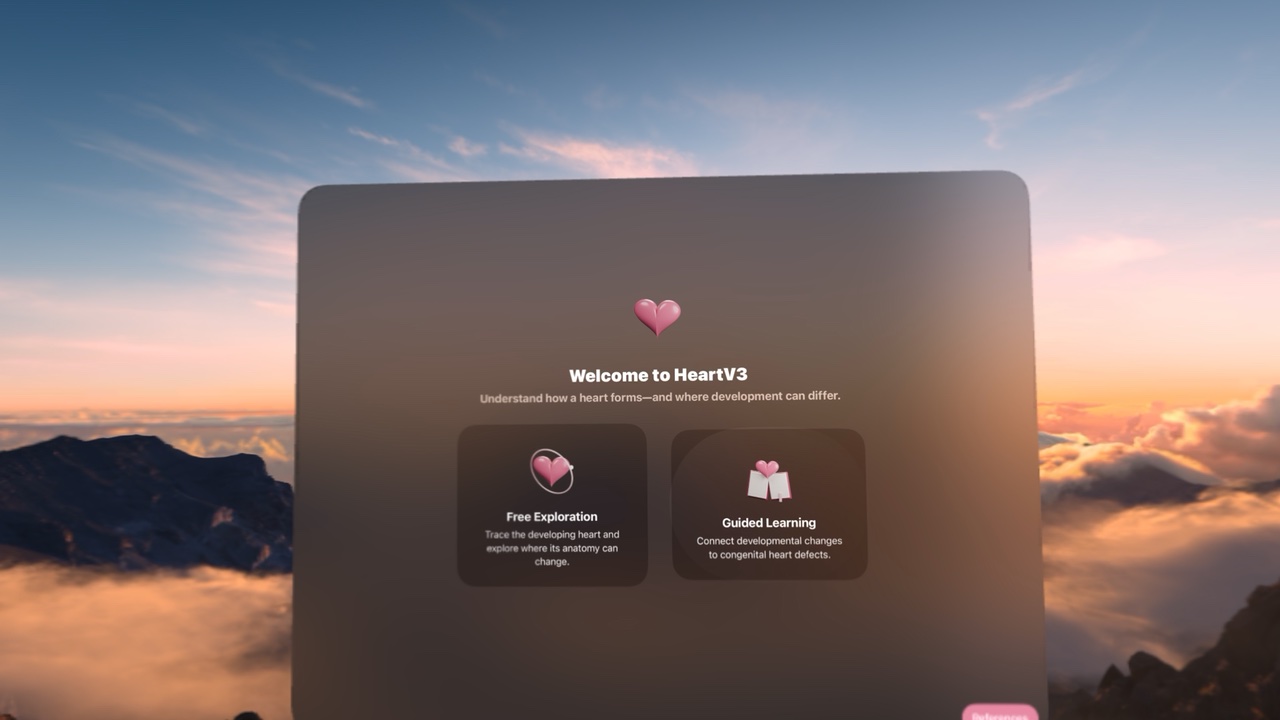 Welcome to HeartV3
Understand how a heart forms—and where development can differ.
Free Exploration
Trace the developing heart and
explore where its anatomy can
change.
Guided Learning
Connect developmental changes
to congenital heart defects.
References